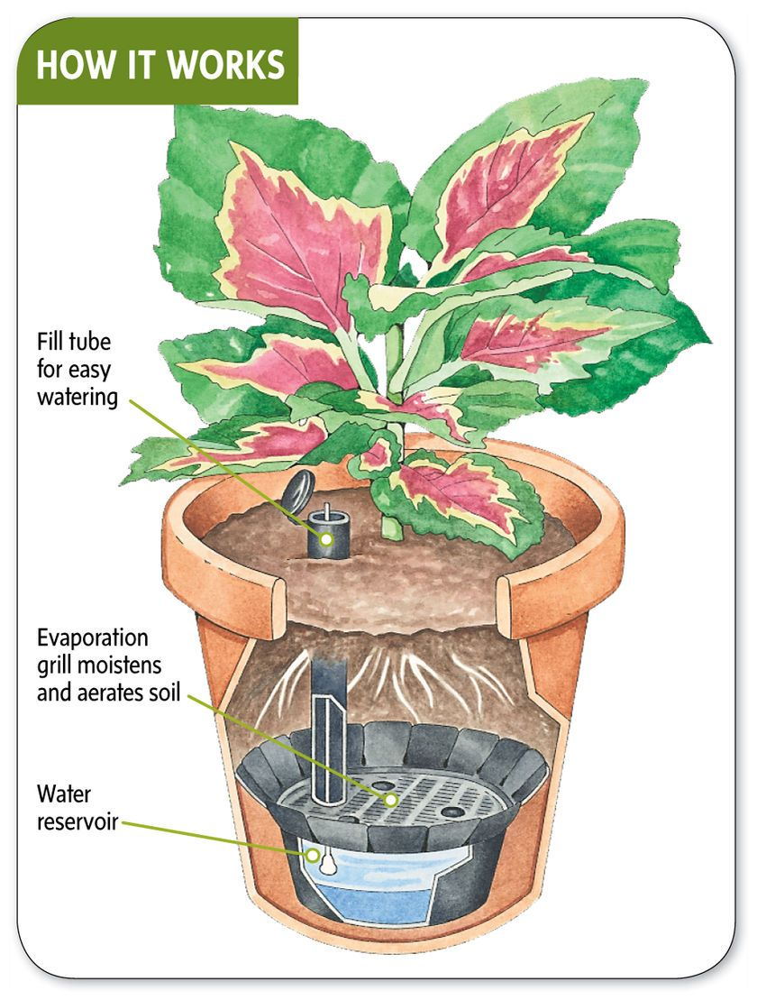 HOW IT WORKS
Fill tube
for easy
watering
Evaporation
grill moistens
and aerates soil
Water
reservoir